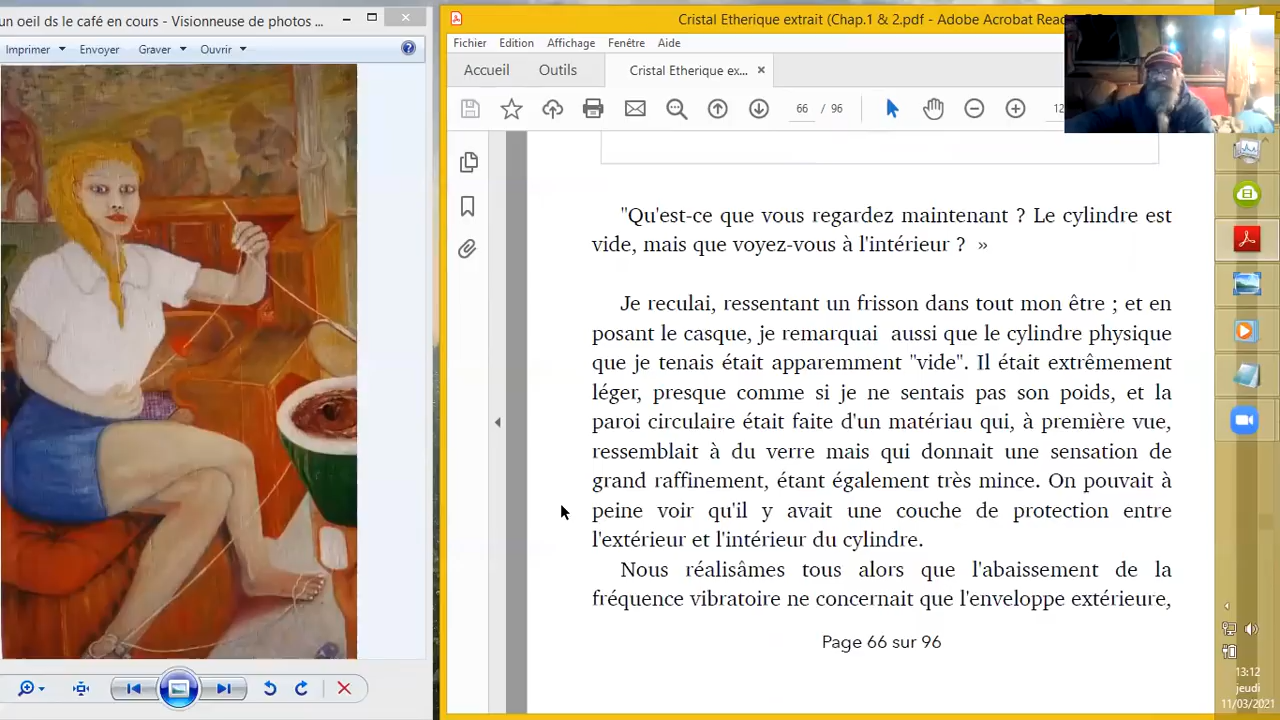 un oeil ds le café en cours - Visionneuse de photos ...
Imprimer Envoyer Graver Ouvrir
Cristal Etherique extrait (Chap.1 & 2.pdf - Adobe Acrobat Rea
Fichier Edition Affichage Fenêtre Aide
Accueil Outils Cristal Etherique ex...
66 / 96
12
"Qu'est-ce que vous regardez maintenant ? Le cylindre est
vide, mais que voyez-vous à l'intérieur ? »
Je reculai, ressentant un frisson dans tout mon être ; et en
posant le casque, je remarquai aussi que le cylindre physique
que je tenais était apparemment "vide". Il était extrêmement
léger, presque comme si je ne sentais pas son poids, et la
paroi circulaire était faite d'un matériau qui, à première vue,
ressemblait à du verre mais qui donnait une sensation de
grand raffinement, étant également très mince. On pouvait à
peine voir qu'il y avait une couche de protection entre
l'extérieur et l'intérieur du cylindre.
Nous réalisâmes tous alors que l'abaissement de la
fréquence vibratoire ne concernait que l'enveloppe extérieure,
Page 66 sur 96
13:12
jeudi
11/03/2021